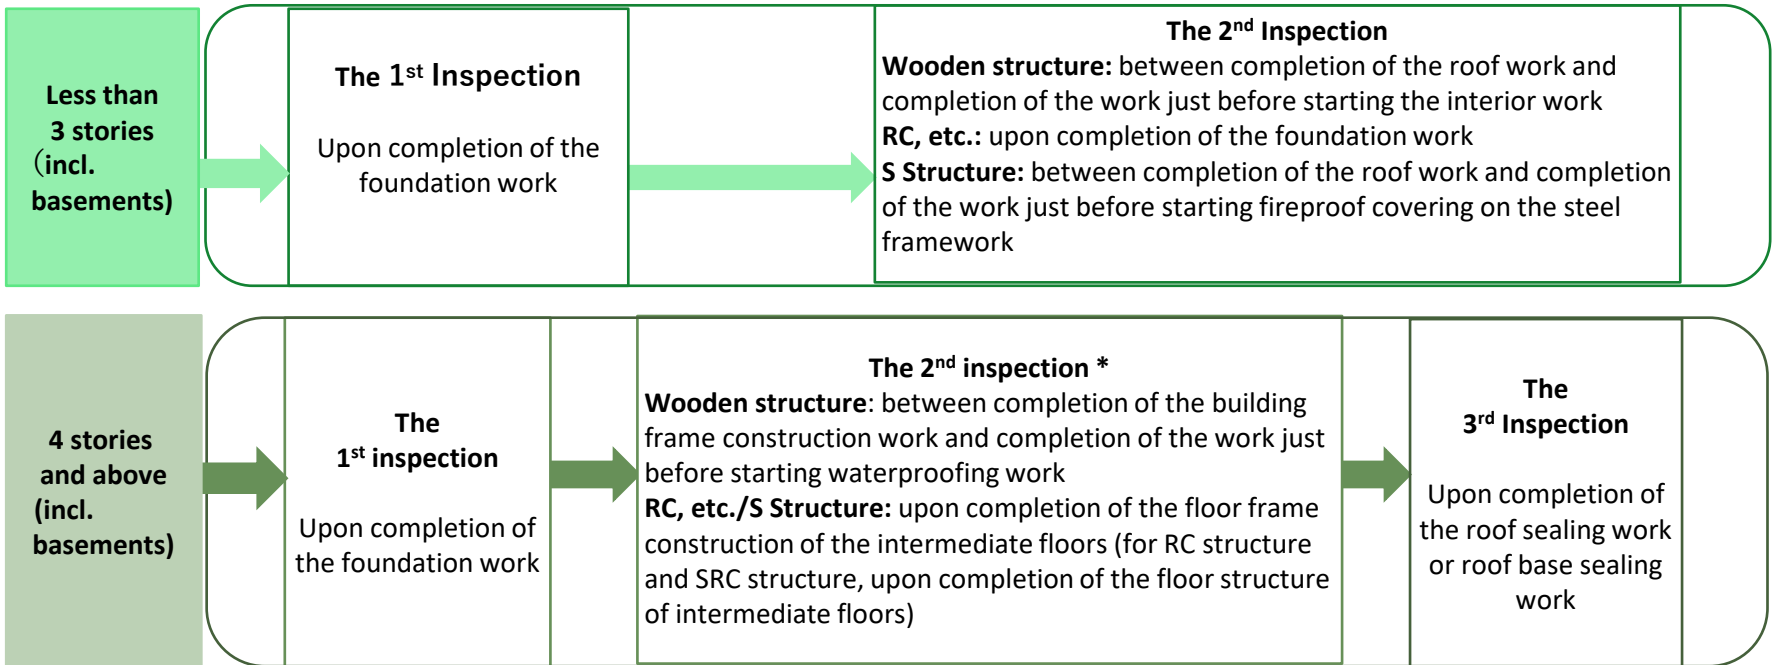 Less than
3 stories
（incl.
basements)
The 1st Inspection
Upon completion of the
foundation work
The 2nd Inspection
Wooden structure: between completion of the roof work and
completion of the work just before starting the interior work
RC, etc.: upon completion of the foundation work
S Structure: between completion of the roof work and completion
of the work just before starting fireproof covering on the steel
framework
4 stories
and above
(incl.
basements)
The
1st inspection
Upon completion of
the foundation work
The 2nd inspection *
Wooden structure: between completion of the building
frame construction work and completion of the work just
before starting waterproofing work
RC, etc./S Structure: upon completion of the floor frame
construction of the intermediate floors (for RC structure
and SRC structure, upon completion of the floor structure
of intermediate floors)
The
3rd Inspection
Upon completion of
the roof sealing work
or roof base sealing
work